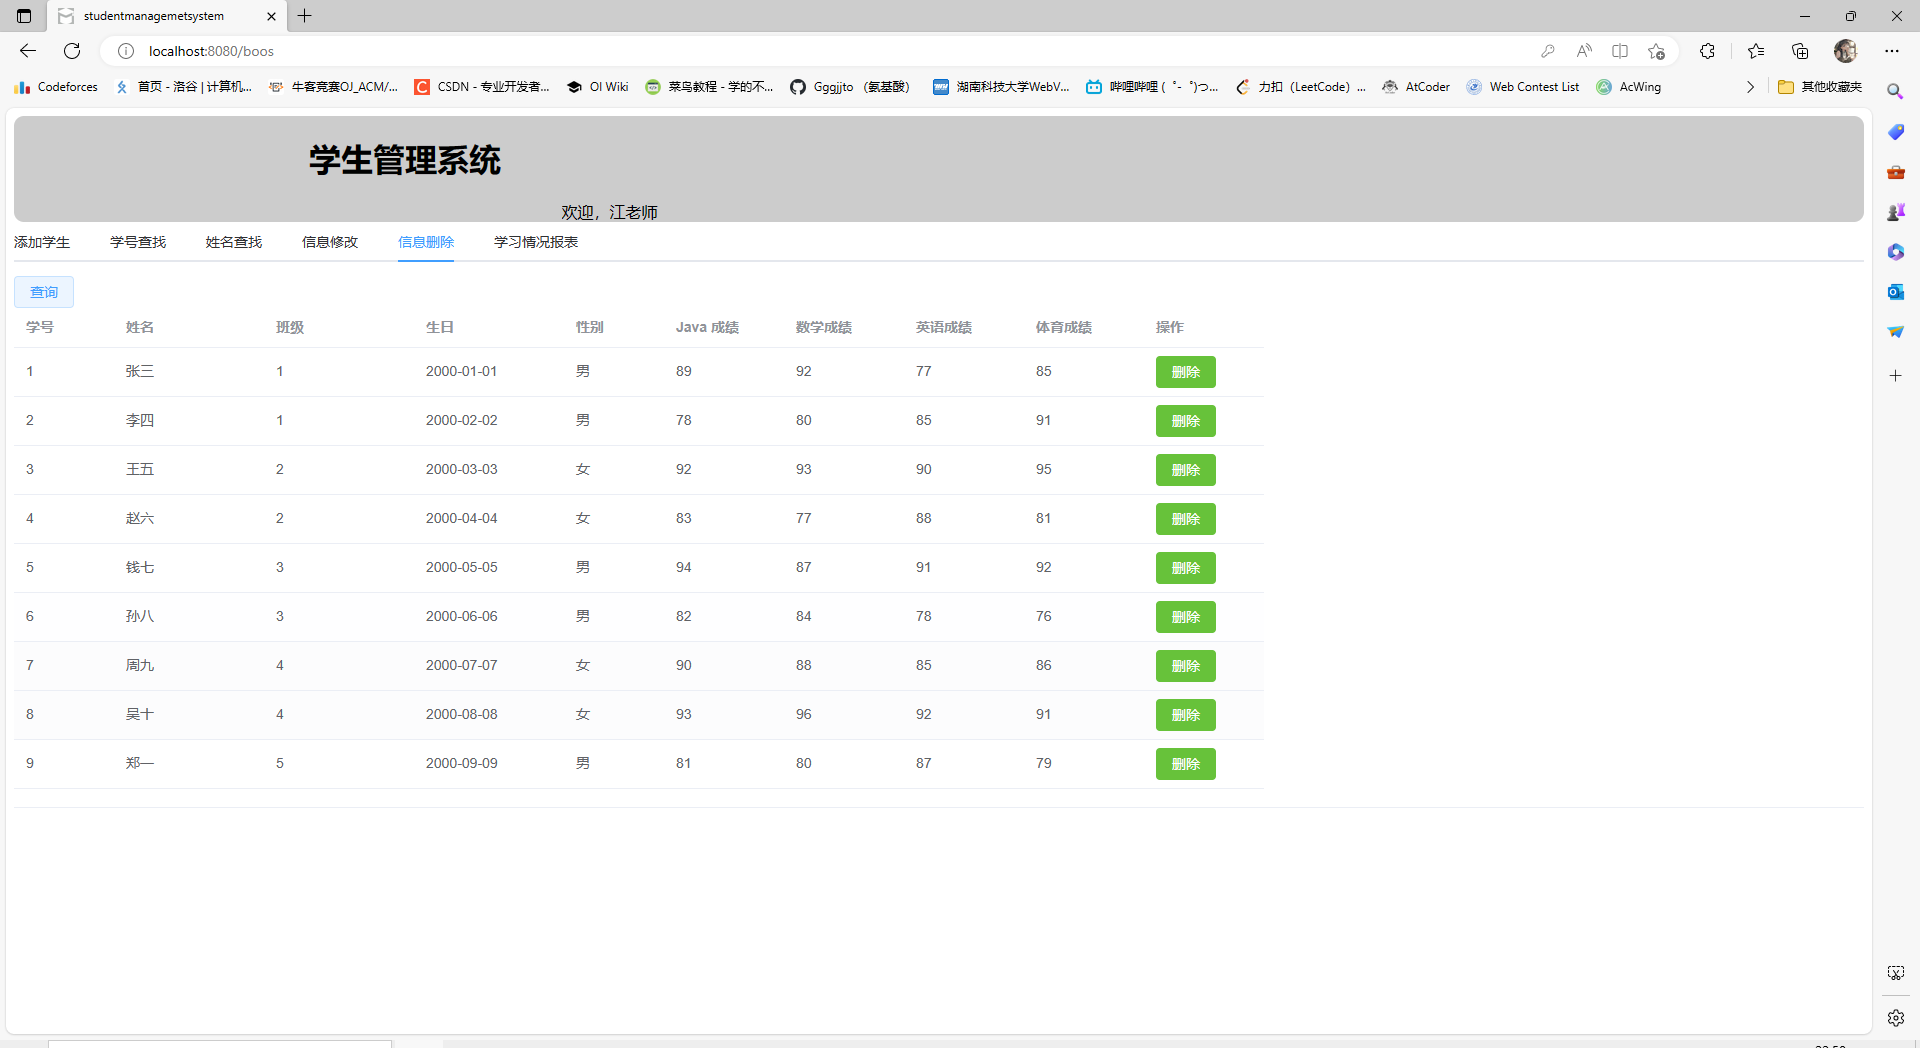 studentmanagemetsystem
localhost:8080/boos
Codeforces 首页 - 洛谷 | 计算机... 牛客竞赛OJ_ACM/... CSDN - 专业开发者... OI Wiki 菜鸟教程 - 学的不... Gggjjto （氨基酸） 湖南科技大学WebV... 哔哩哔哩 ( ゜- ゜)つ... 力扣（LeetCode）... AtCoder Web Contest List AcWing 其他收藏夹
学生管理系统
欢迎，江老师
添加学生 学号查找 姓名查找 信息修改 信息删除 学习情况报表
查询
学号 姓名 班级 生日 性别 Java 成绩 数学成绩 英语成绩 体育成绩 操作
1 张三 1 2000-01-01 男 89 92 77 85 删除
2 李四 1 2000-02-02 男 78 80 85 91 删除
3 王五 2 2000-03-03 女 92 93 90 95 删除
4 赵六 2 2000-04-04 女 83 77 88 81 删除
5 钱七 3 2000-05-05 男 94 87 91 92 删除
6 孙八 3 2000-06-06 男 82 84 78 76 删除
7 周九 4 2000-07-07 女 90 88 85 86 删除
8 吴十 4 2000-08-08 女 93 96 92 91 删除
9 郑一 5 2000-09-09 男 81 80 87 79 删除